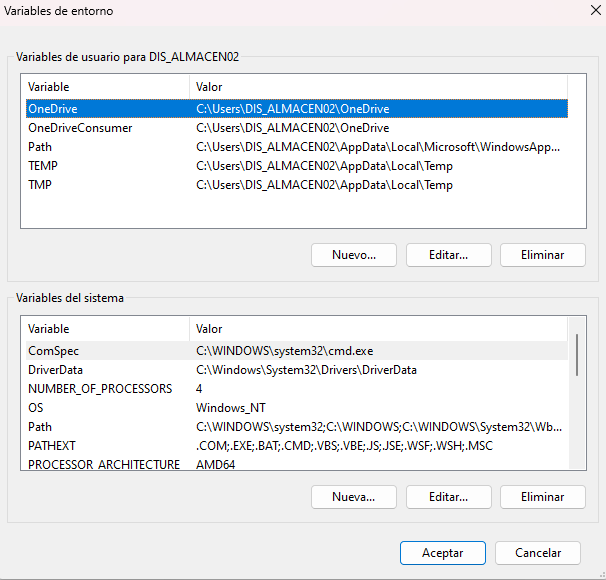 Variables de entorno
Variables de usuario para DIS_ALMACEN02
Variable Valor
OneDrive C:\Users\DIS_ALMACEN02\OneDrive
OneDriveConsumer C:\Users\DIS_ALMACEN02\OneDrive
Path C:\Users\DIS_ALMACEN02\AppData\Local\Microsoft\WindowsApp...
TEMP C:\Users\DIS_ALMACEN02\AppData\Local\Temp
TMP C:\Users\DIS_ALMACEN02\AppData\Local\Temp
Nuevo... Editar... Eliminar
Variables del sistema
Variable Valor
ComSpec C:\WINDOWS\system32\cmd.exe
DriverData C:\Windows\System32\Drivers\DriverData
NUMBER_OF_PROCESSORS 4
OS Windows_NT
Path C:\WINDOWS\system32;C:\WINDOWS;C:\WINDOWS\System32\Wb...
PATHEXT .COM;.EXE;.BAT;.CMD;.VBS;.VBE;.JS;.JSE;.WSF;.WSH;.MSC
PROCESSOR_ARCHITECTURE AMD64
Nueva... Editar... Eliminar
Aceptar Cancelar